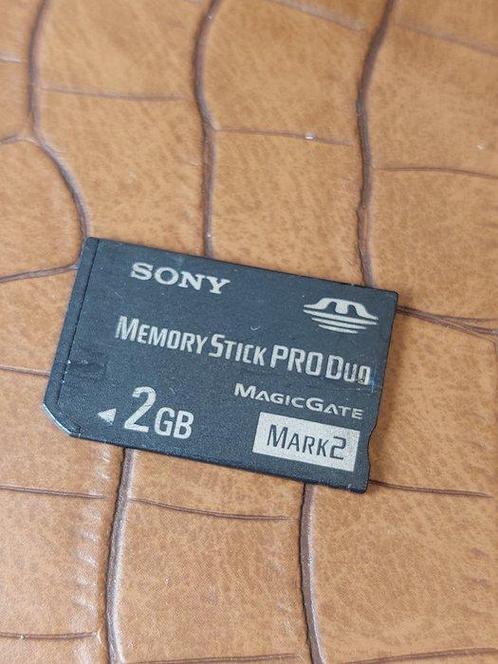 SONY
MEMORY STICK PRO DUO
MAGICGATE
2GB
MARK2